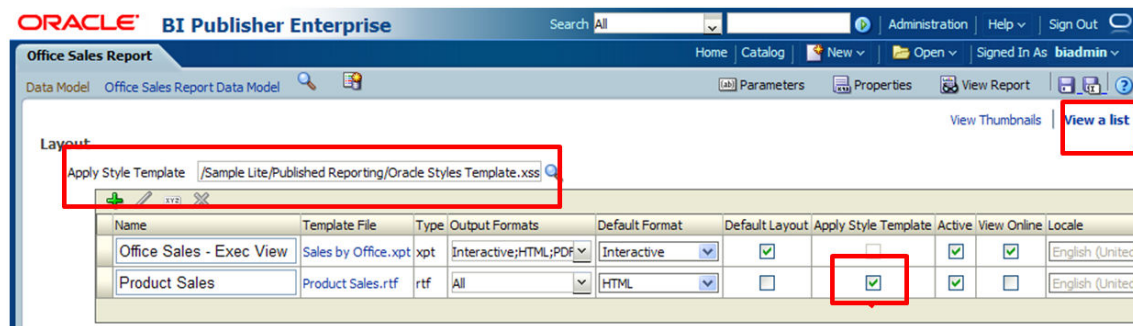 ORACLE BI Publisher Enterprise Search All Administration Help Sign Out
Office Sales Report Home Catalog New Open Signed In As biadmin
Data Model Office Sales Report Data Model Parameters Properties View Report
View Thumbnails View a list
Layout
Apply Style Template /Sample Lite/Published Reporting/Oracle Styles Template.xss
Name Template File Type Output Formats Default Format Default Layout Apply Style Template Active View Online Locale
Office Sales - Exec View Sales by Office.xpt xpt Interactive;HTML;PDF Interactive English (United
Product Sales Product Sales.rtf rtf All HTML English (United